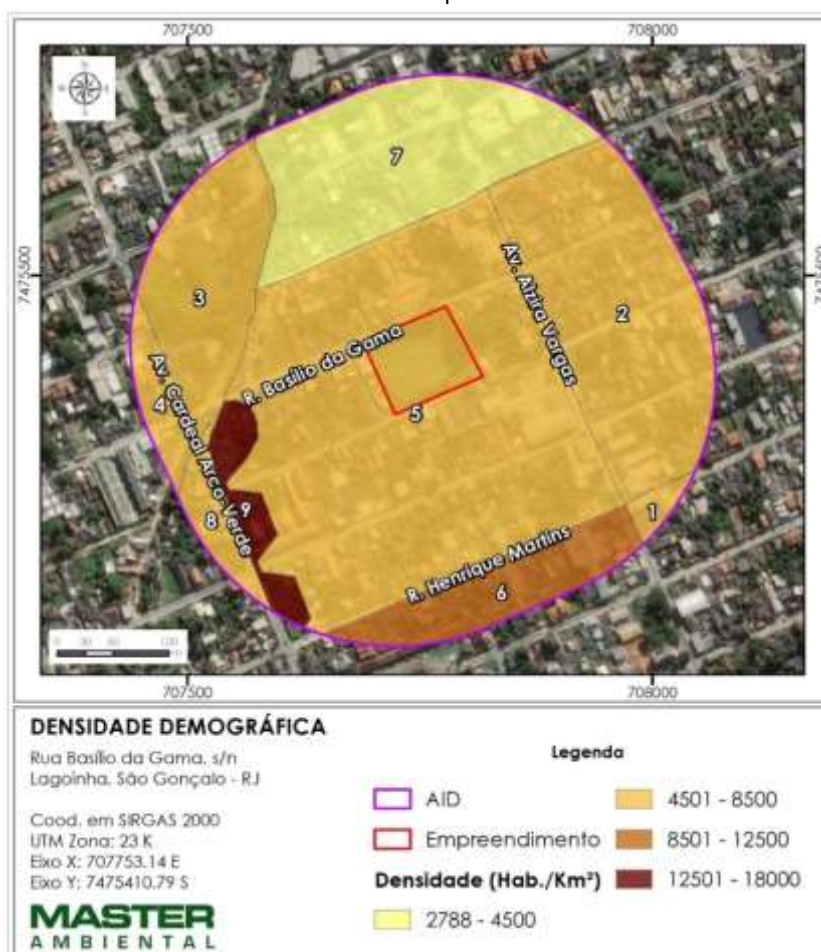 707500
708000
7475500
7475500
7
3
2
Av. Alzira Vargas
R. Basílio da Gama
Av. Cardeal Arco-Verde
4
5
9
8
1
R. Henrique Martins
6
707500
708000
DENSIDADE DEMOGRÁFICA
Rua Basílio da Gama, s/n
Lagoinha, São Gonçalo - RJ
Cood. em SIRGAS 2000
UTM Zona: 23 K
Eixo X: 707753.14 E
Eixo Y: 7475410.79 S
MASTER
AMBIENTAL
Legenda
AID
Empreendimento
Densidade (Hab./Km²)
2788 - 4500
4501 - 8500
8501 - 12500
12501 - 18000